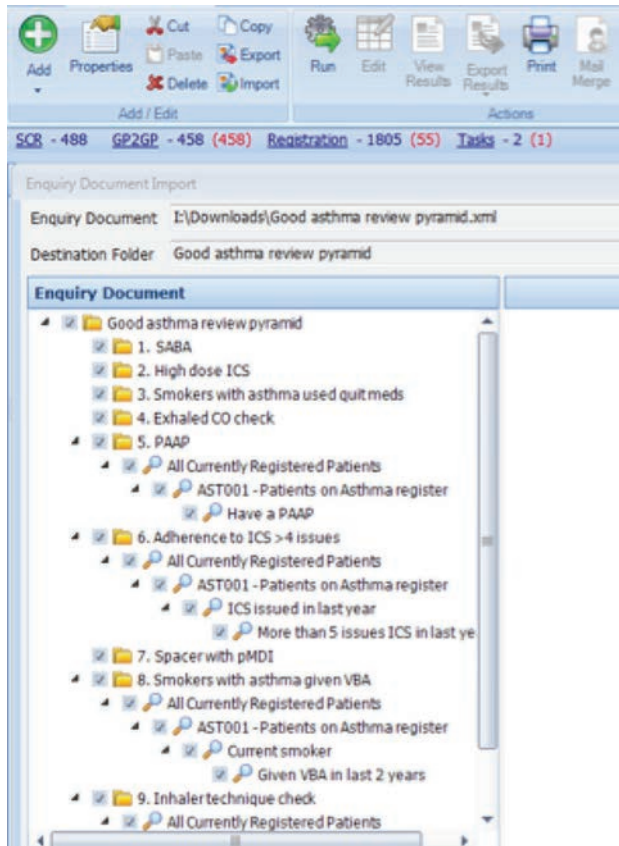 Cut Copy
Add Properties Paste Export Run Edit View Results Export Results Print Mail Merge
Delete Import
Add / Edit Actions
SCR - 488 GP2GP - 458 (458) Registration - 1805 (55) Tasks - 2 (1)
Enquiry Document Import
Enquiry Document I:\Downloads\Good asthma review pyramid.xml
Destination Folder Good asthma review pyramid
Enquiry Document
Good asthma review pyramid
1. SABA
2. High dose ICS
3. Smokers with asthma used quit meds
4. Exhaled CO check
5. PAAP
All Currently Registered Patients
AST001 - Patients on Asthma register
Have a PAAP
6. Adherence to ICS >4 issues
All Currently Registered Patients
AST001 - Patients on Asthma register
ICS issued in last year
More than 5 issues ICS in last ye
7. Spacer with pMDI
8. Smokers with asthma given VBA
All Currently Registered Patients
AST001 - Patients on Asthma register
Current smoker
Given VBA in last 2 years
9. Inhaler technique check
All Currently Registered Patients